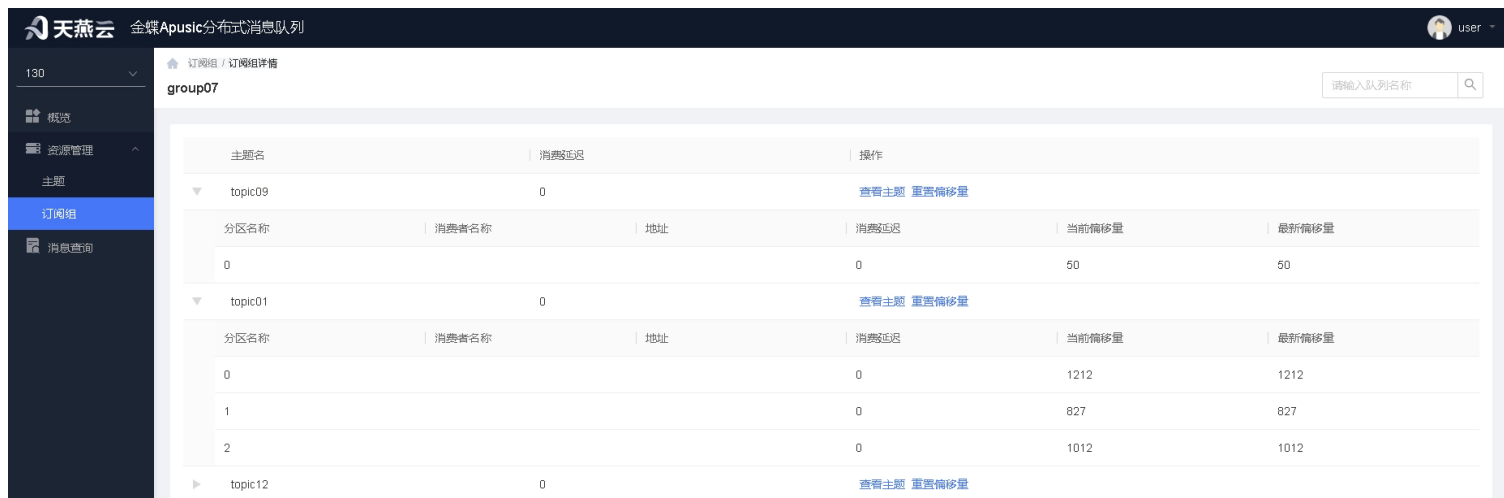 天燕云 金蝶Apusic分布式消息队列 user
130
概览
资源管理
主题
订阅组
消息查询
订阅组 / 订阅组详情
group07
请输入队列名称
主题名 消费延迟 操作
topic09 0 查看主题 重置偏移量
分区名称 消费者名称 地址 消费延迟 当前偏移量 最新偏移量
0 0 50 50
topic01 0 查看主题 重置偏移量
分区名称 消费者名称 地址 消费延迟 当前偏移量 最新偏移量
0 0 1212 1212
1 0 827 827
2 0 1012 1012
topic12 0 查看主题 重置偏移量